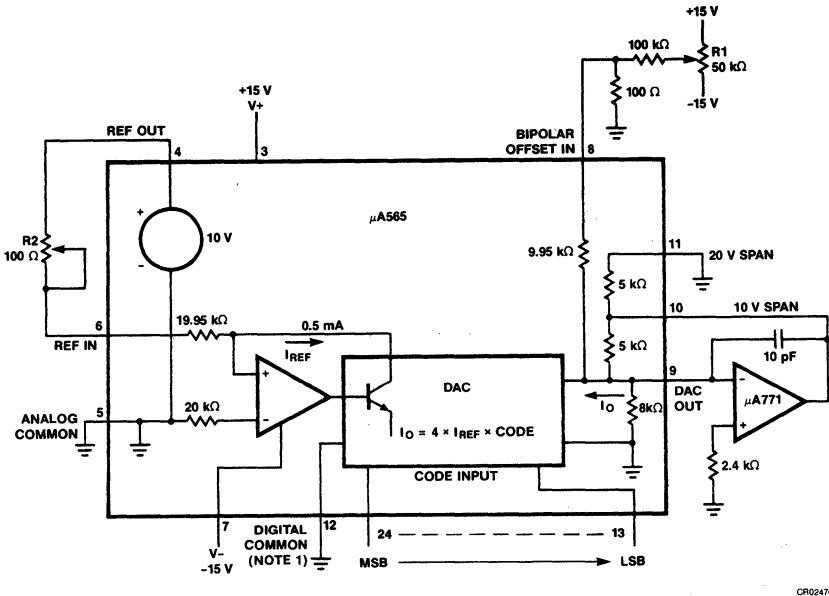 +15 V
100 kΩ
R1
50 kΩ
100 Ω
–15 V
+15 V
V+
REF OUT
4
3
BIPOLAR
OFFSET IN
8
μA565
+
10 V
–
R2
100 Ω
9.95 kΩ
11
20 V SPAN
5 kΩ
10
10 V SPAN
6
REF IN
19.95 kΩ
0.5 mA
IREF
5 kΩ
10 pF
+
DAC
9
DAC
OUT
–
μA771
ANALOG
COMMON
5
20 kΩ
–
IO
8kΩ
+
IO = 4 × IREF × CODE
2.4 kΩ
CODE INPUT
7
12
24
13
V–
–15 V
DIGITAL
COMMON
(NOTE 1)
MSB
LSB
CR0247